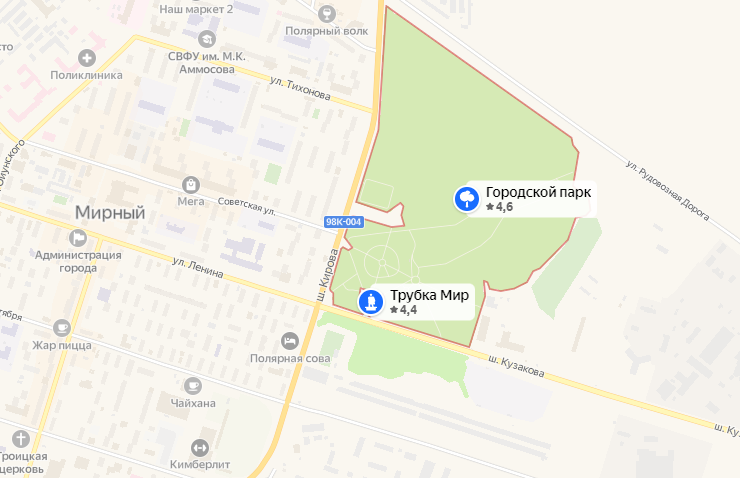 Наш маркет 2
Полярный волк
СВФУ им. М.К.
Аммосова
Поликлиника
ул. Тихонова
ул. Рудовозная Дорога
Городской парк
4,6
Мега
Советская ул.
98К-004
Мирный
Администрация
города
ул. Ленина
ш. Кирова
Трубка Мир
4,4
Жар пицца
Полярная сова
ш. Кузакова
Чайхана
Троицкая
церковь
Кимберлит